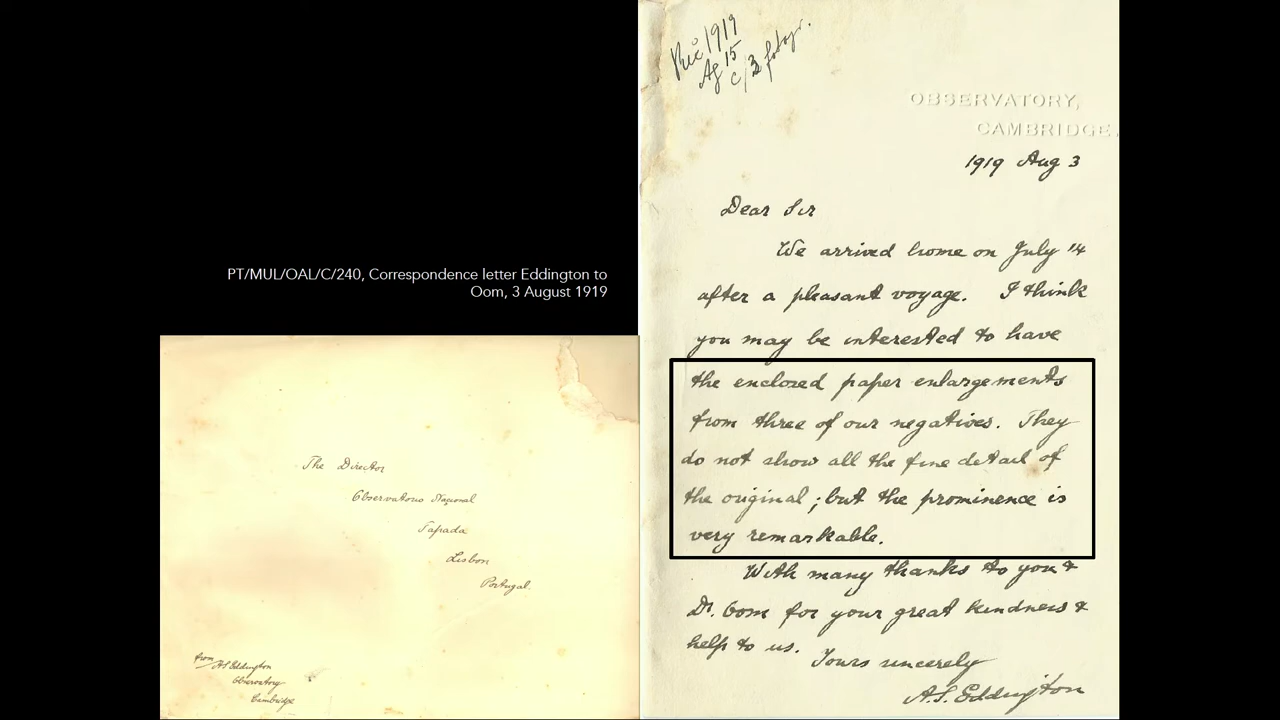 PT/MUL/OAL/C/240, Correspondence letter Eddington to
Oom, 3 August 1919
The Director
Observatorio Nacional
Tapada
Lisbon
Portugal.
from A.S. Eddington
Observatory
Cambridge
Rec 1919
Ag 15
c/ 3 fotogr.
OBSERVATORY,
CAMBRIDGE.
1919 Aug 3
Dear Sir
We arrived home on July 14
after a pleasant voyage. I think
you may be interested to have
the enclosed paper enlargements
from three of our negatives. They
do not show all the fine detail of
the original; but the prominence is
very remarkable.
With many thanks to you &
Dr. Oom for your great kindness &
help to us.
Yours sincerely
A.S. Eddington